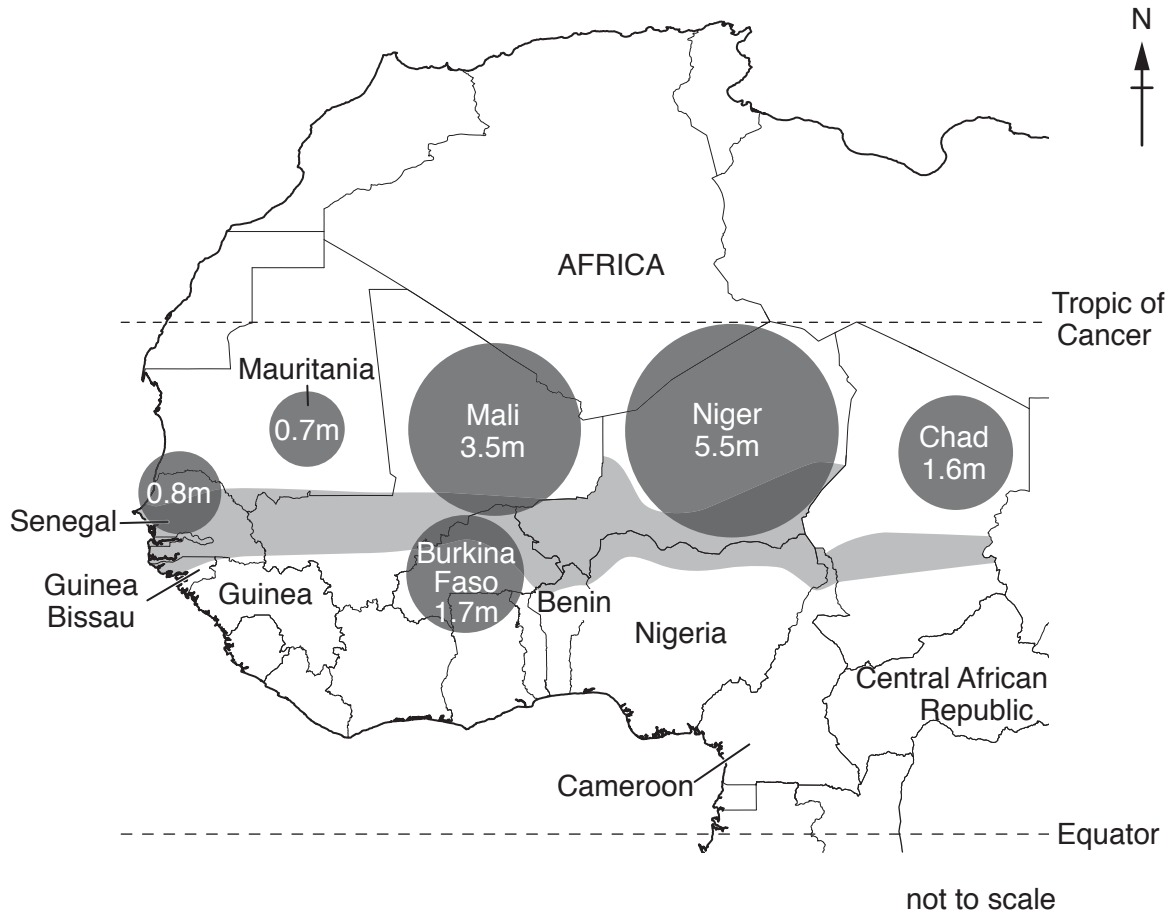 N
AFRICA
Tropic of
Cancer
Mauritania
0.7m
Mali
3.5m
Niger
5.5m
Chad
1.6m
0.8m
Senegal
Guinea
Bissau
Guinea
Burkina
Faso
1.7m
Benin
Nigeria
Central African
Republic
Cameroon
Equator
not to scale